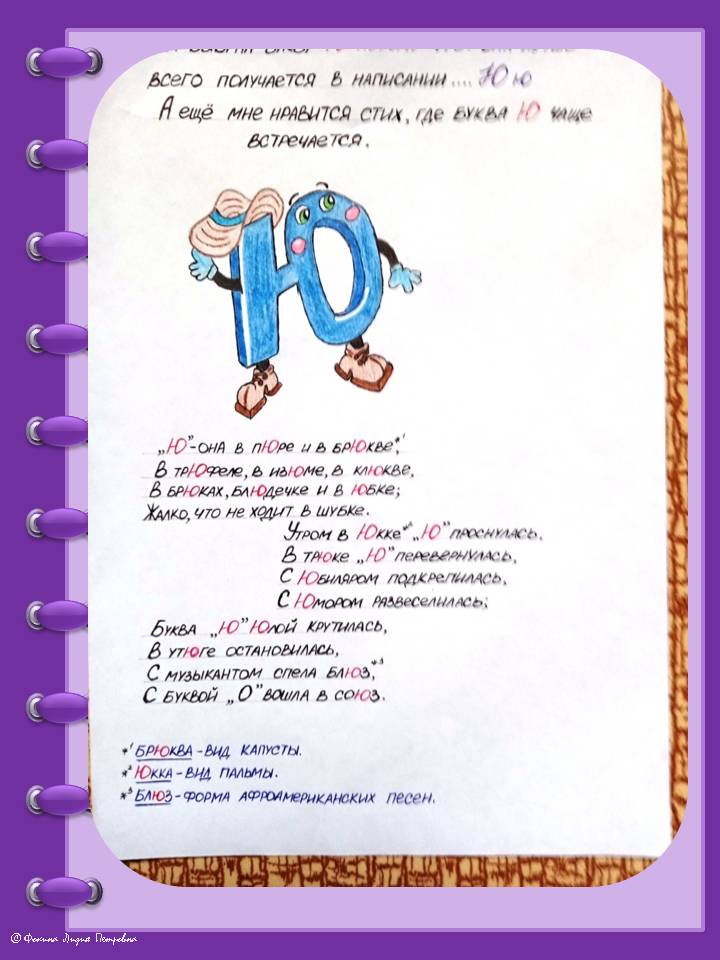 всего получается в написании.... Ю ю
А ещё мне нравится стих, где буква Ю чаще
встречается.
„Ю"-она в пюре и в брюкве,*¹
В трюфеле, в изюме, в клюкве,
В брюках, блюдечке и в юбке;
Жалко, что не ходит в шубке.
Утром в Юкке*² „Ю" проснулась,
В трюке „Ю" перевернулась,
С Юбиляром подкрепилась,
С Юмором развеселилась;
Буква „Ю" Юлой крутилась,
В утюге остановилась,
С музыкантом спела блюз,*³
С буквой „О" вошла в союз.
*¹ Брюква - вид капусты.
*² Юкка - вид пальмы.
*³ Блюз - форма афроамериканских песен.
@ Фокина Лидия Петровна